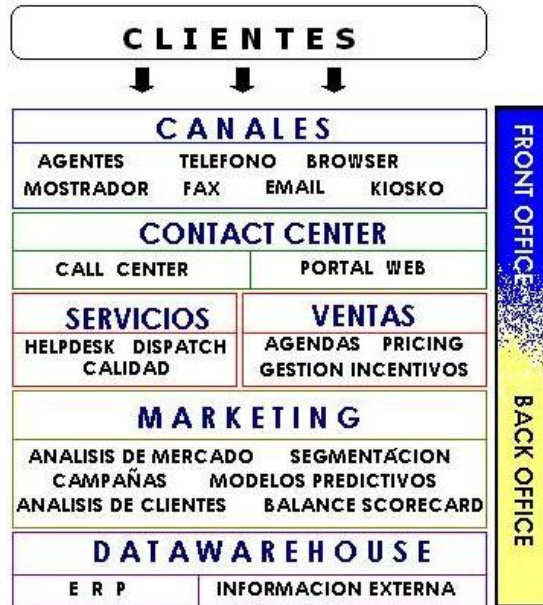 CLIENTES
CANALES
AGENTES TELEFONO BROWSER
MOSTRADOR FAX EMAIL KIOSKO
CONTACT CENTER
CALL CENTER PORTAL WEB
SERVICIOS
HELPDESK DISPATCH
CALIDAD
VENTAS
AGENDAS PRICING
GESTION INCENTIVOS
MARKETING
ANALISIS DE MERCADO SEGMENTACION
CAMPAÑAS MODELOS PREDICTIVOS
ANALISIS DE CLIENTES BALANCE SCORECARD
DATAWAREHOUSE
E R P INFORMACION EXTERNA
FRONT OFFICE
BACK OFFICE